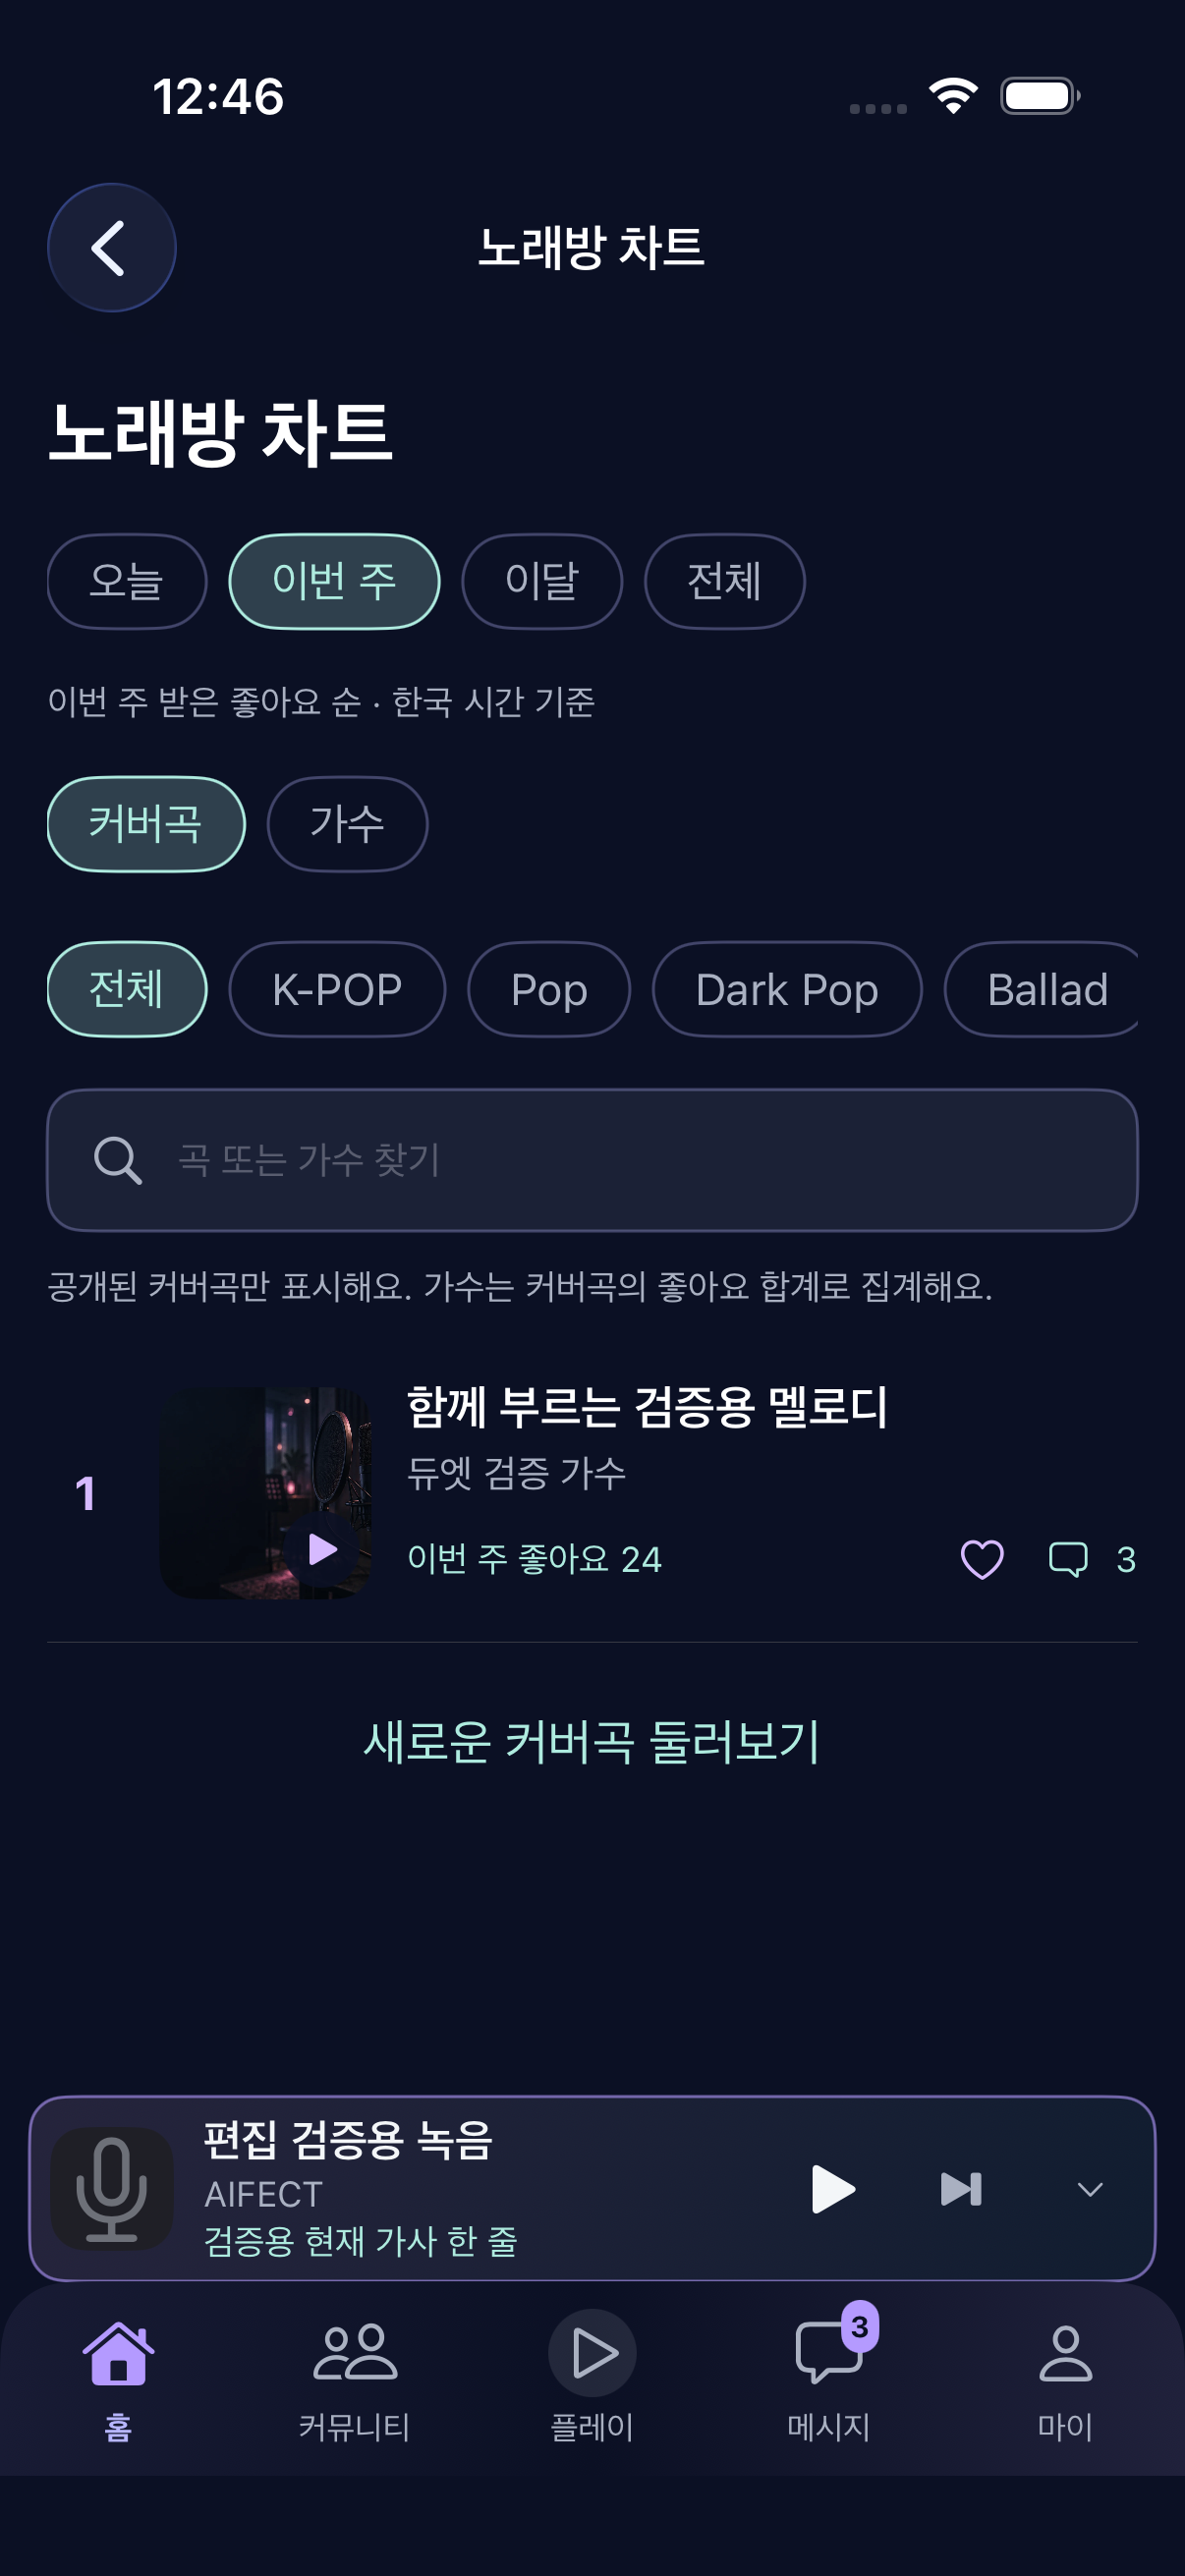 12:46
노래방 차트
노래방 차트
오늘 이번 주 이달 전체
이번 주 받은 좋아요 순 · 한국 시간 기준
커버곡 가수
전체 K-POP Pop Dark Pop Ballad
곡 또는 가수 찾기
공개된 커버곡만 표시해요. 가수는 커버곡의 좋아요 합계로 집계해요.
1
함께 부르는 검증용 멜로디
듀엣 검증 가수
이번 주 좋아요 24
3
새로운 커버곡 둘러보기
편집 검증용 녹음
AIFECT
검증용 현재 가사 한 줄
3
홈 커뮤니티 플레이 메시지 마이